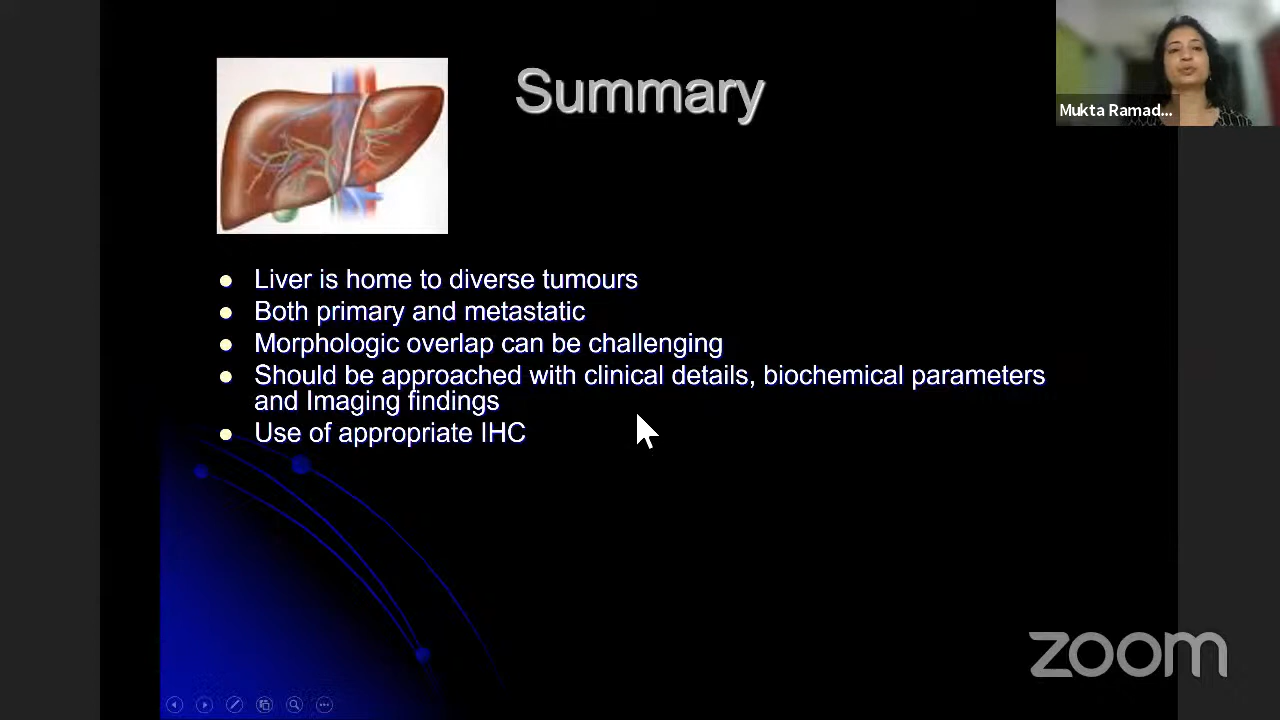 Summary
Mukta Ramad...
Liver is home to diverse tumours
Both primary and metastatic
Morphologic overlap can be challenging
Should be approached with clinical details, biochemical parameters
and Imaging findings
Use of appropriate IHC
zoom